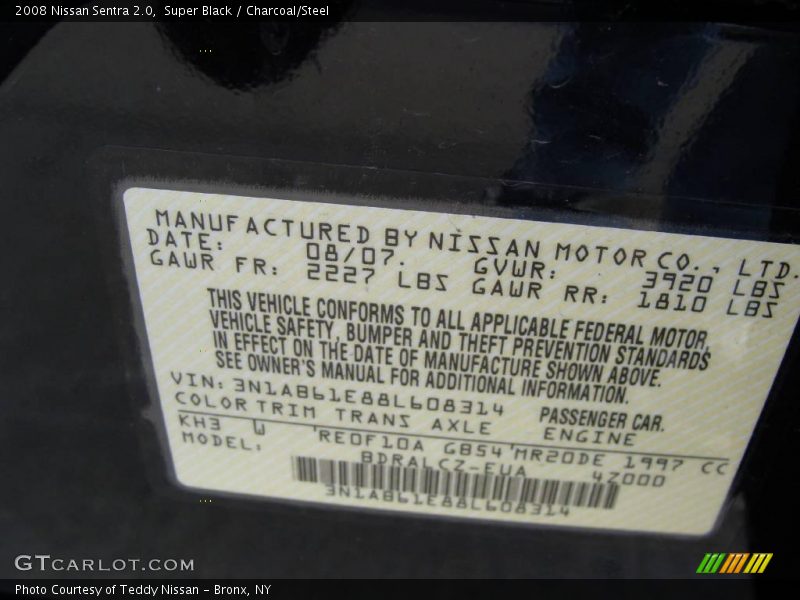 2008 Nissan Sentra 2.0,  Super Black / Charcoal/Steel
MANUFACTURED BY NISSAN MOTOR CO., LTD.
DATE: 08/07. GVWR: 3920 LBS
GAWR FR: 2227 LBS GAWR RR: 1810 LBS
THIS VEHICLE CONFORMS TO ALL APPLICABLE FEDERAL MOTOR
VEHICLE SAFETY, BUMPER AND THEFT PREVENTION STANDARDS
IN EFFECT ON THE DATE OF MANUFACTURE SHOWN ABOVE.
SEE OWNER'S MANUAL FOR ADDITIONAL INFORMATION.
VIN: 3N1AB61E88L608314 PASSENGER CAR.
COLOR TRIM TRANS AXLE ENGINE
KH3 W 'RE0F10A GB54'MR20DE 1997 CC
MODEL: BDRALCZ-EUA 4Z000
3N1AB61E88L608314
GTCARLOT.COM
Photo Courtesy of Teddy Nissan - Bronx, NY